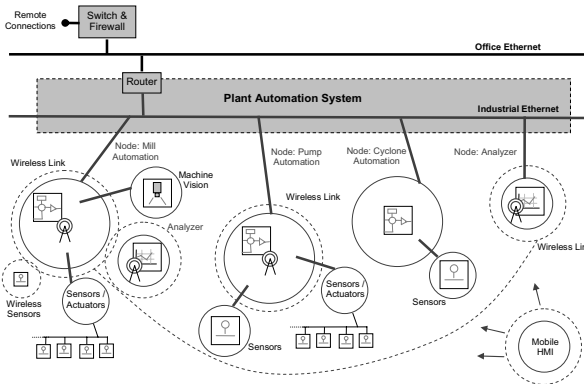 Remote
Connections
Switch &
Firewall
Office Ethernet
Router
Plant Automation System
Industrial Ethernet
Node: Mill
Automation
Node: Pump
Automation
Node: Cyclone
Automation
Node: Analyzer
Wireless Link
Machine
Vision
Wireless Link
Analyzer
Wireless Lin
Wireless
Sensors
Sensors /
Actuators
Sensors /
Actuators
Sensors
Sensors
Mobile
HMI